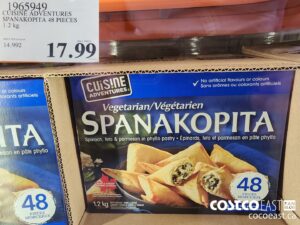 1965949
CUISINE ADVENTURES
SPANAKOPITA 48 PIECES
1.2 kg
14.992
17.99
CUISINE
ADVENTURES
No artificial flavours or colours
Sans arômes ou colorants artificiels
Vegetarian/Végétarien
SPANAKOPITA
Spinach, feta & parmesan in phyllo pastry
Épinards, feta et parmesan en pâte phyllo
48
1.2 kg
48
COSTCO EAST
cocoeast.ca